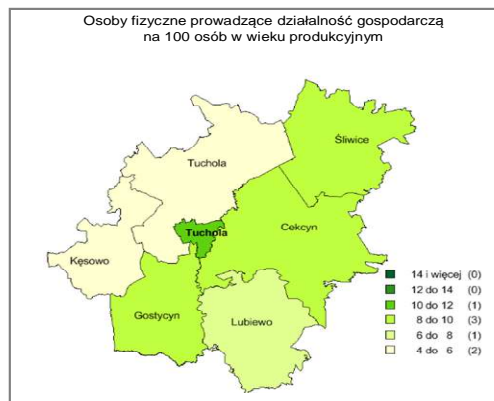 Osoby fizyczne prowadzące działalność gospodarczą
na 100 osób w wieku produkcyjnym
Śliwice
Tuchola
Tuchola
Cekcyn
Kęsowo
Gostycyn
Lubiewo
14 i więcej (0)
12 do 14 (0)
10 do 12 (1)
8 do 10 (3)
6 do 8 (1)
4 do 6 (2)